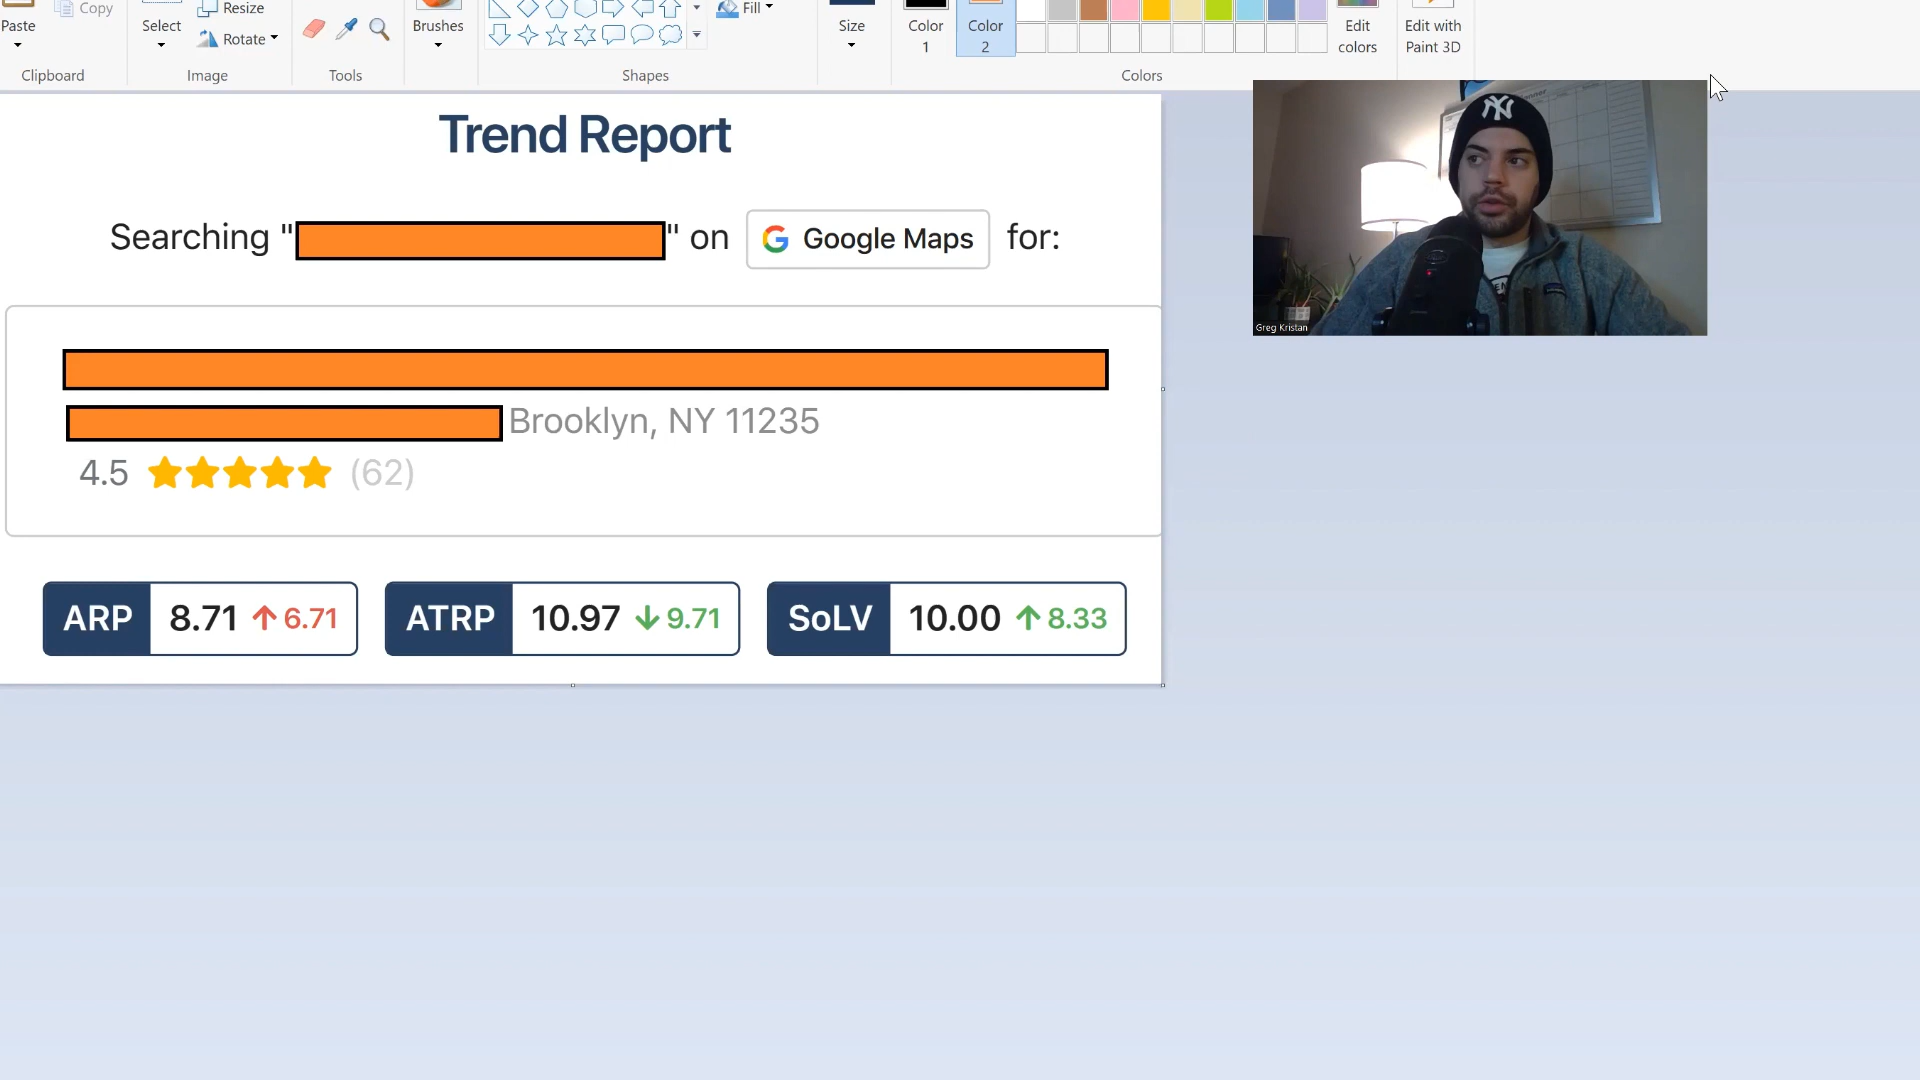 Paste
Copy
Clipboard
Select
Resize
Rotate
Image
Tools
Brushes
Shapes
Fill
Size
Color
1
Color
2
Colors
Edit
colors
Edit with
Paint 3D
Trend Report
Searching " " on Google Maps for:
Brooklyn, NY 11235
4.5 (62)
ARP 8.71 ↑ 6.71 ATRP 10.97 ↓ 9.71 SoLV 10.00 ↑ 8.33
NY
Greg Kristan